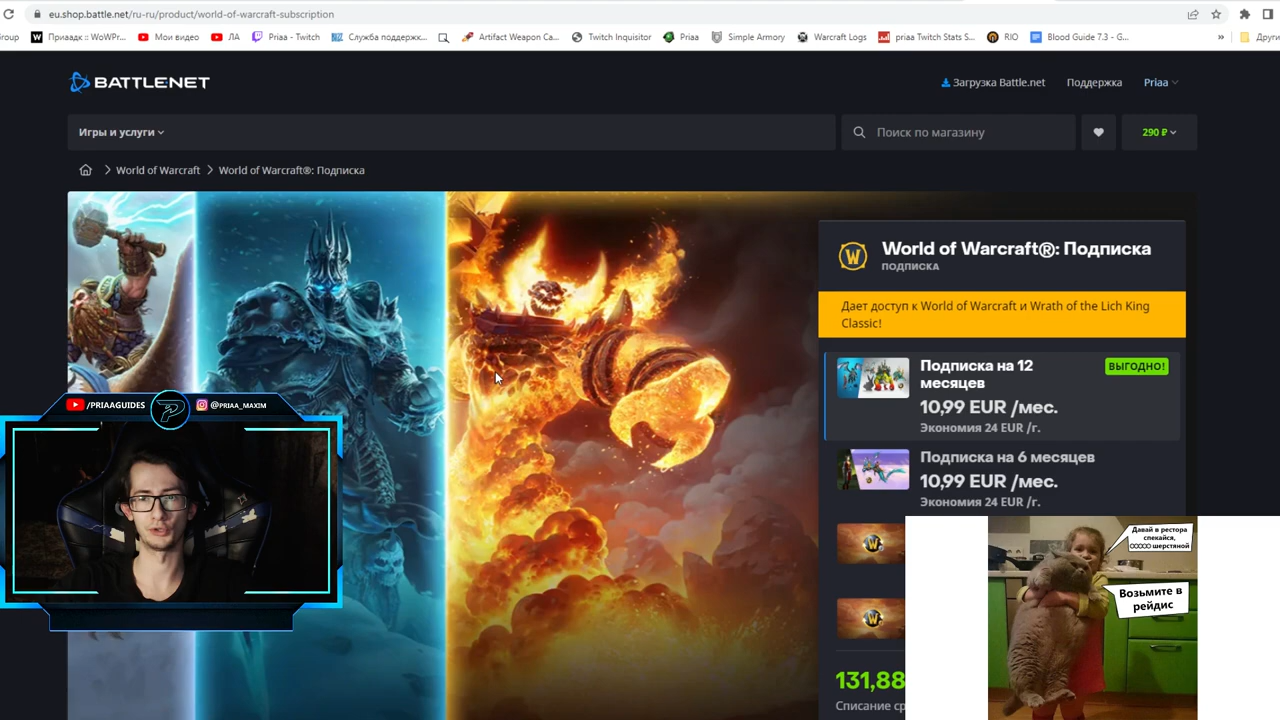 eu.shop.battle.net/ru-ru/product/world-of-warcraft-subscription
roup
Приаадк :: WoWPr...
Мои видео
ЛА
Priaa - Twitch
Служба поддержк...
Artifact Weapon Ca...
Twitch Inquisitor
Priaa
Simple Armory
Warcraft Logs
priaa Twitch Stats S...
RIO
Blood Guide 7.3 - G...
»
Други
BATTLE.NET
Загрузка Battle.net
Поддержка
Priaa
Игры и услуги
Поиск по магазину
290 ₽
World of Warcraft
World of Warcraft®: Подписка
World of Warcraft®: Подписка
ПОДПИСКА
Дает доступ к World of Warcraft и Wrath of the Lich King
Classic!
Подписка на 12
месяцев
ВЫГОДНО!
10,99 EUR /мес.
Экономия 24 EUR /г.
Подписка на 6 месяцев
10,99 EUR /мес.
Экономия 24 EUR /г.
131,88
Списание ср
/PRIAAGUIDES
@PRIAA_MAXIM
Давай в рестора
спекайся,
OOOOO шерстяной
Возьмите в
рейдис